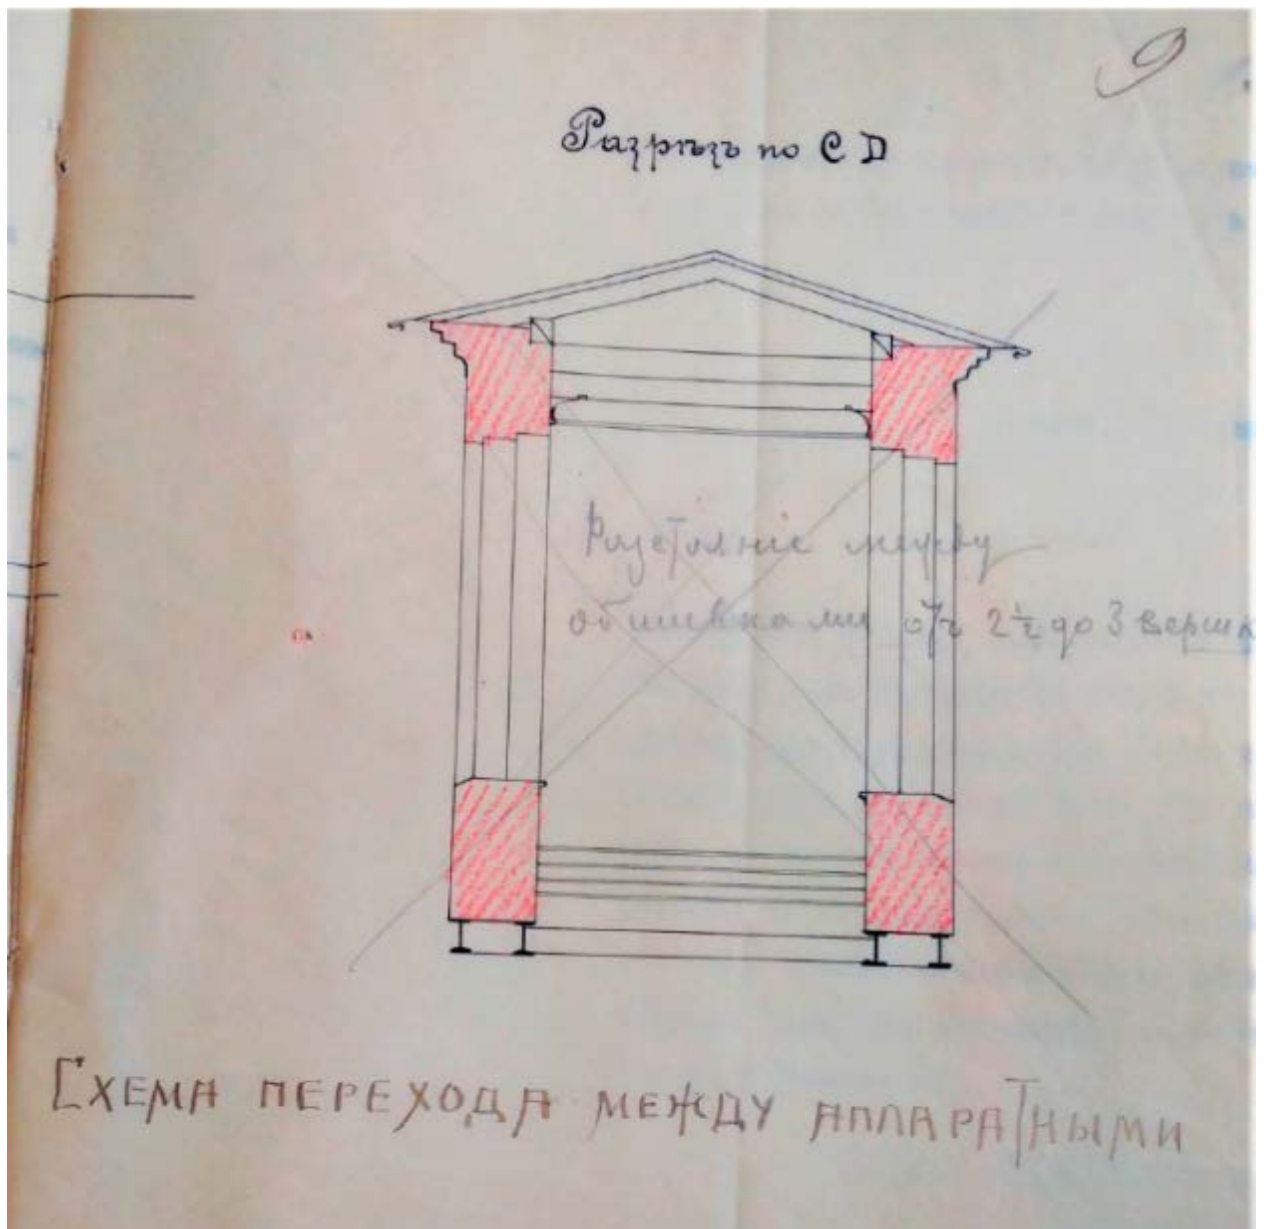 9
Разрѣзъ по C D
Разстояніе между
обшивками отъ 2½ до 3 вершк
Схема перехода между аппаратными